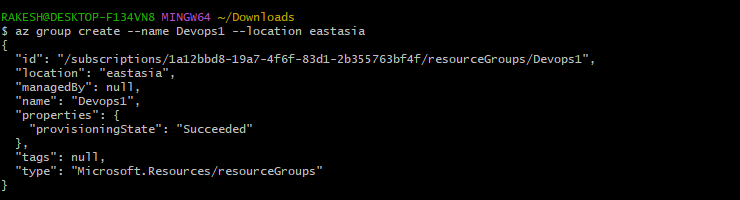 RAKESH@DESKTOP-F134VN8 MINGW64 ~/Downloads
$ az group create --name Devops1 --location eastasia
{
  "id": "/subscriptions/1a12bbd8-19a7-4f6f-83d1-2b355763bf4f/resourceGroups/Devops1",
  "location": "eastasia",
  "managedBy": null,
  "name": "Devops1",
  "properties": {
    "provisioningState": "Succeeded"
  },
  "tags": null,
  "type": "Microsoft.Resources/resourceGroups"
}